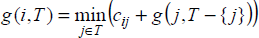 g(i,T) = min_{j∈T}(c_{ij} + g(j,T−{j}))